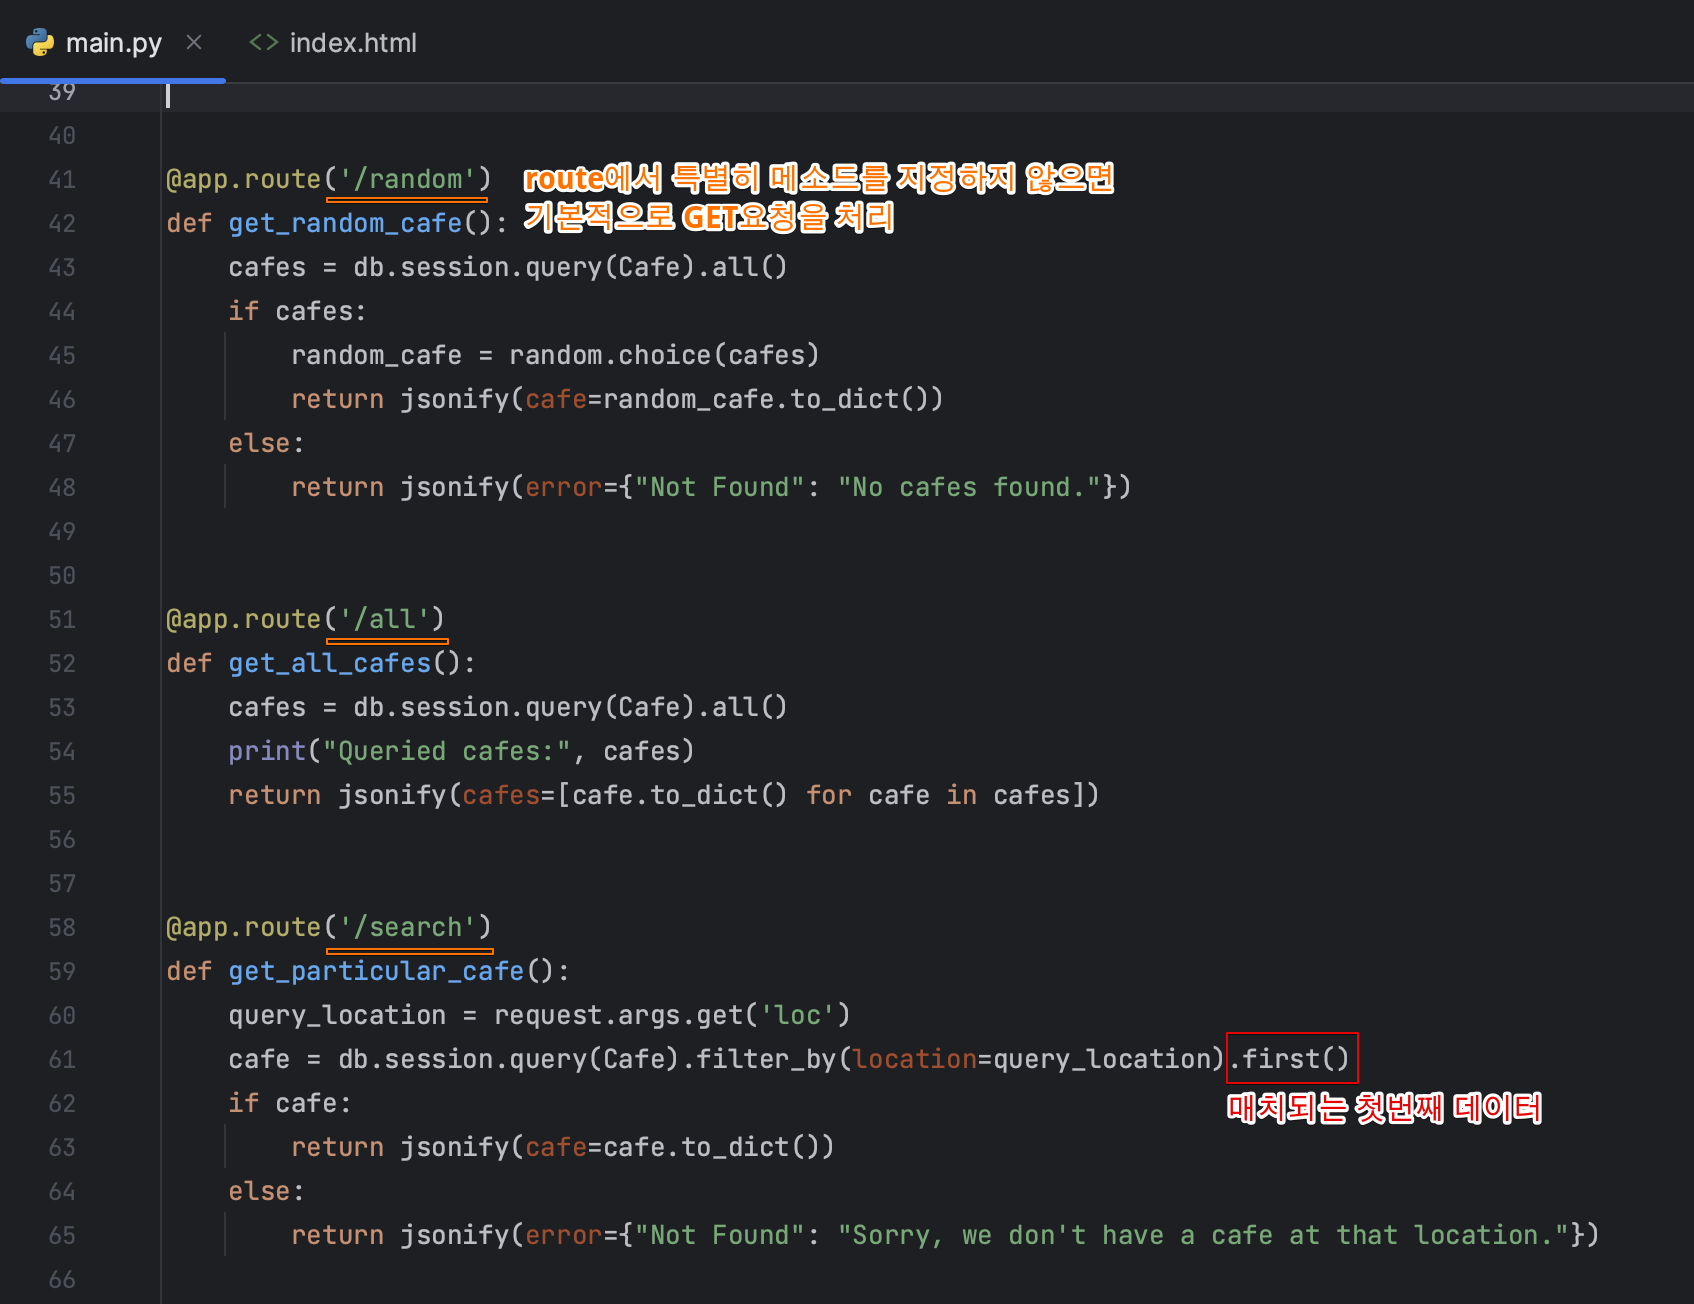 main.py
index.html
39
40
41 @app.route('/random') route에서 특별히 메소드를 지정하지 않으면
42 def get_random_cafe(): 기본적으로 GET요청을 처리
43 cafes = db.session.query(Cafe).all()
44 if cafes:
45 random_cafe = random.choice(cafes)
46 return jsonify(cafe=random_cafe.to_dict())
47 else:
48 return jsonify(error={"Not Found": "No cafes found."})
49
50
51 @app.route('/all')
52 def get_all_cafes():
53 cafes = db.session.query(Cafe).all()
54 print("Queried cafes:", cafes)
55 return jsonify(cafes=[cafe.to_dict() for cafe in cafes])
56
57
58 @app.route('/search')
59 def get_particular_cafe():
60 query_location = request.args.get('loc')
61 cafe = db.session.query(Cafe).filter_by(location=query_location).first()
62 if cafe:
매치되는 첫번째 데이터
63 return jsonify(cafe=cafe.to_dict())
64 else:
65 return jsonify(error={"Not Found": "Sorry, we don't have a cafe at that location."})
66